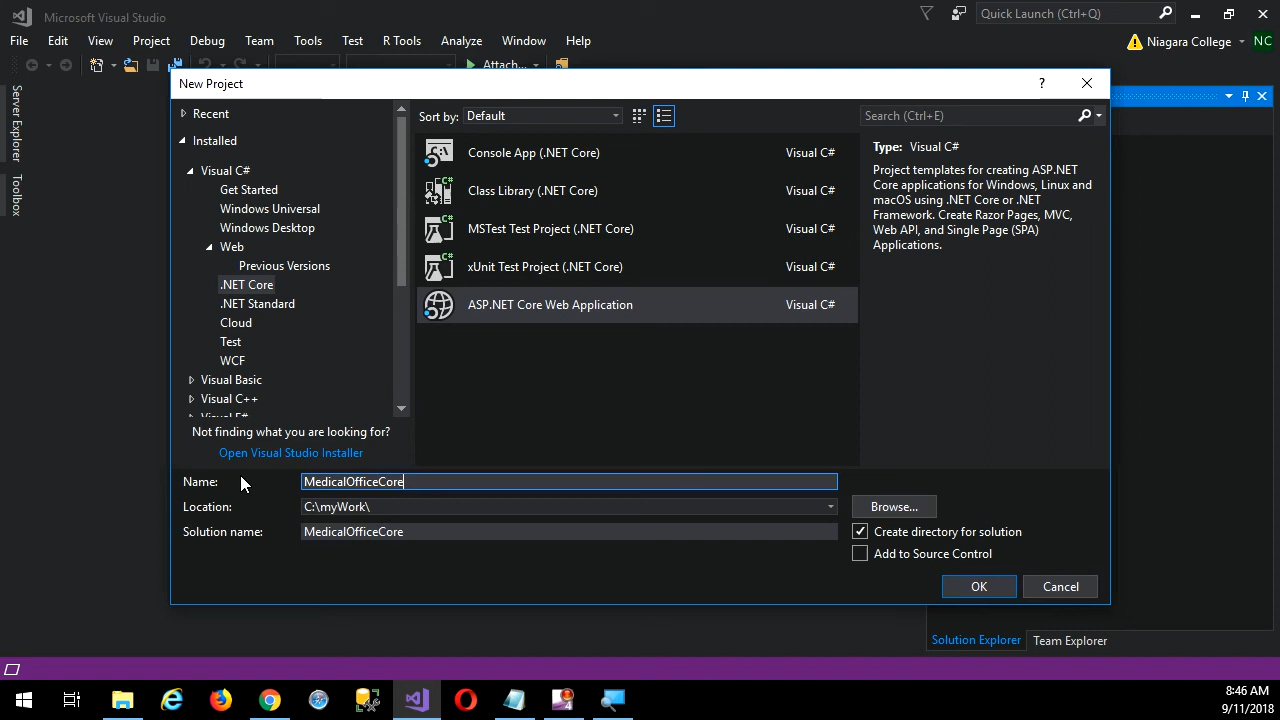 Microsoft Visual Studio
Quick Launch (Ctrl+Q)
File Edit View Project Debug Team Tools Test R Tools Analyze Window Help
Niagara College NC
Attach...
Server Explorer
Toolbox
New Project
?
Recent
Installed
Visual C#
Get Started
Windows Universal
Windows Desktop
Web
Previous Versions
.NET Core
.NET Standard
Cloud
Test
WCF
Visual Basic
Visual C++
Visual F#
Not finding what you are looking for?
Open Visual Studio Installer
Sort by: Default
Console App (.NET Core) Visual C#
Class Library (.NET Core) Visual C#
MSTest Test Project (.NET Core) Visual C#
xUnit Test Project (.NET Core) Visual C#
ASP.NET Core Web Application Visual C#
Search (Ctrl+E)
Type: Visual C#
Project templates for creating ASP.NET
Core applications for Windows, Linux and
macOS using .NET Core or .NET
Framework. Create Razor Pages, MVC,
Web API, and Single Page (SPA)
Applications.
Name: MedicalOfficeCore
Location: C:\myWork\
Browse...
Solution name: MedicalOfficeCore
Create directory for solution
Add to Source Control
OK Cancel
Solution Explorer Team Explorer
8:46 AM
9/11/2018